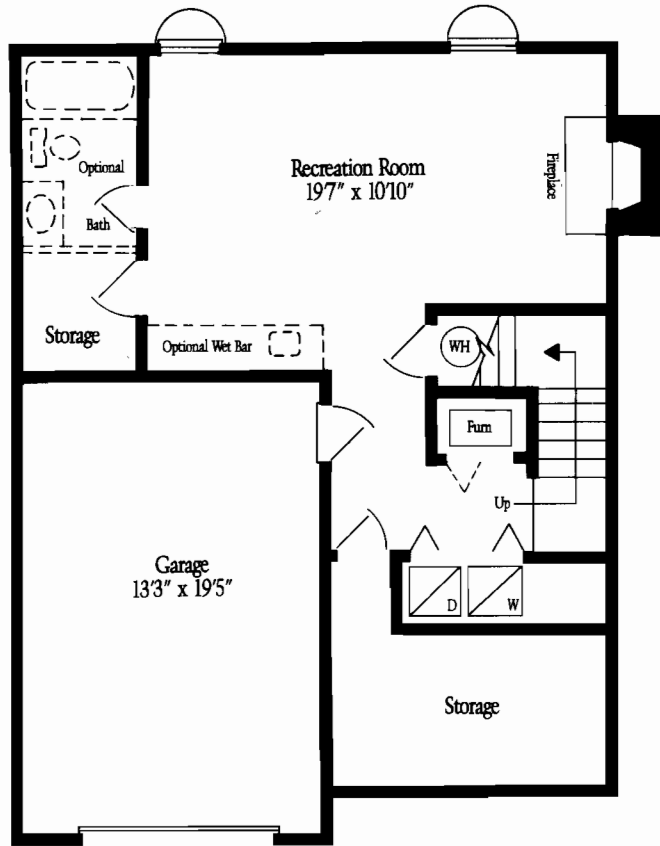 Optional
Bath
Storage
Recreation Room
19'7" x 10'10"
Fireplace
Optional Wet Bar
WH
Furn
Up
Garage
13'3" x 19'5"
D
W
Storage